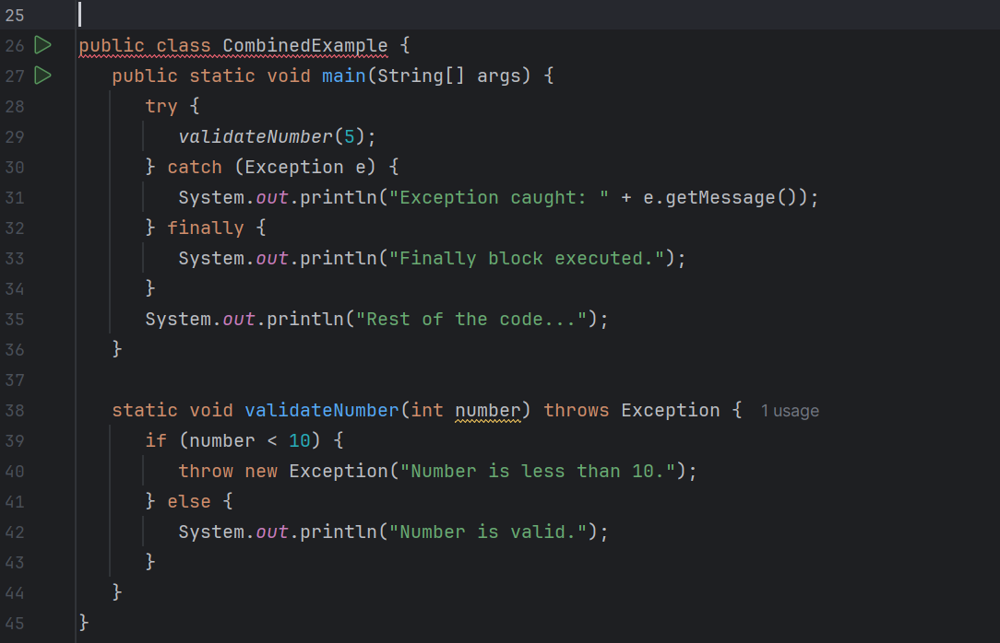 25
26 public class CombinedExample {
27    public static void main(String[] args) {
28       try {
29          validateNumber(5);
30       } catch (Exception e) {
31          System.out.println("Exception caught: " + e.getMessage());
32       } finally {
33          System.out.println("Finally block executed.");
34       }
35       System.out.println("Rest of the code...");
36    }
37
38    static void validateNumber(int number) throws Exception { 1 usage
39       if (number < 10) {
40          throw new Exception("Number is less than 10.");
41       } else {
42          System.out.println("Number is valid.");
43       }
44    }
45 }